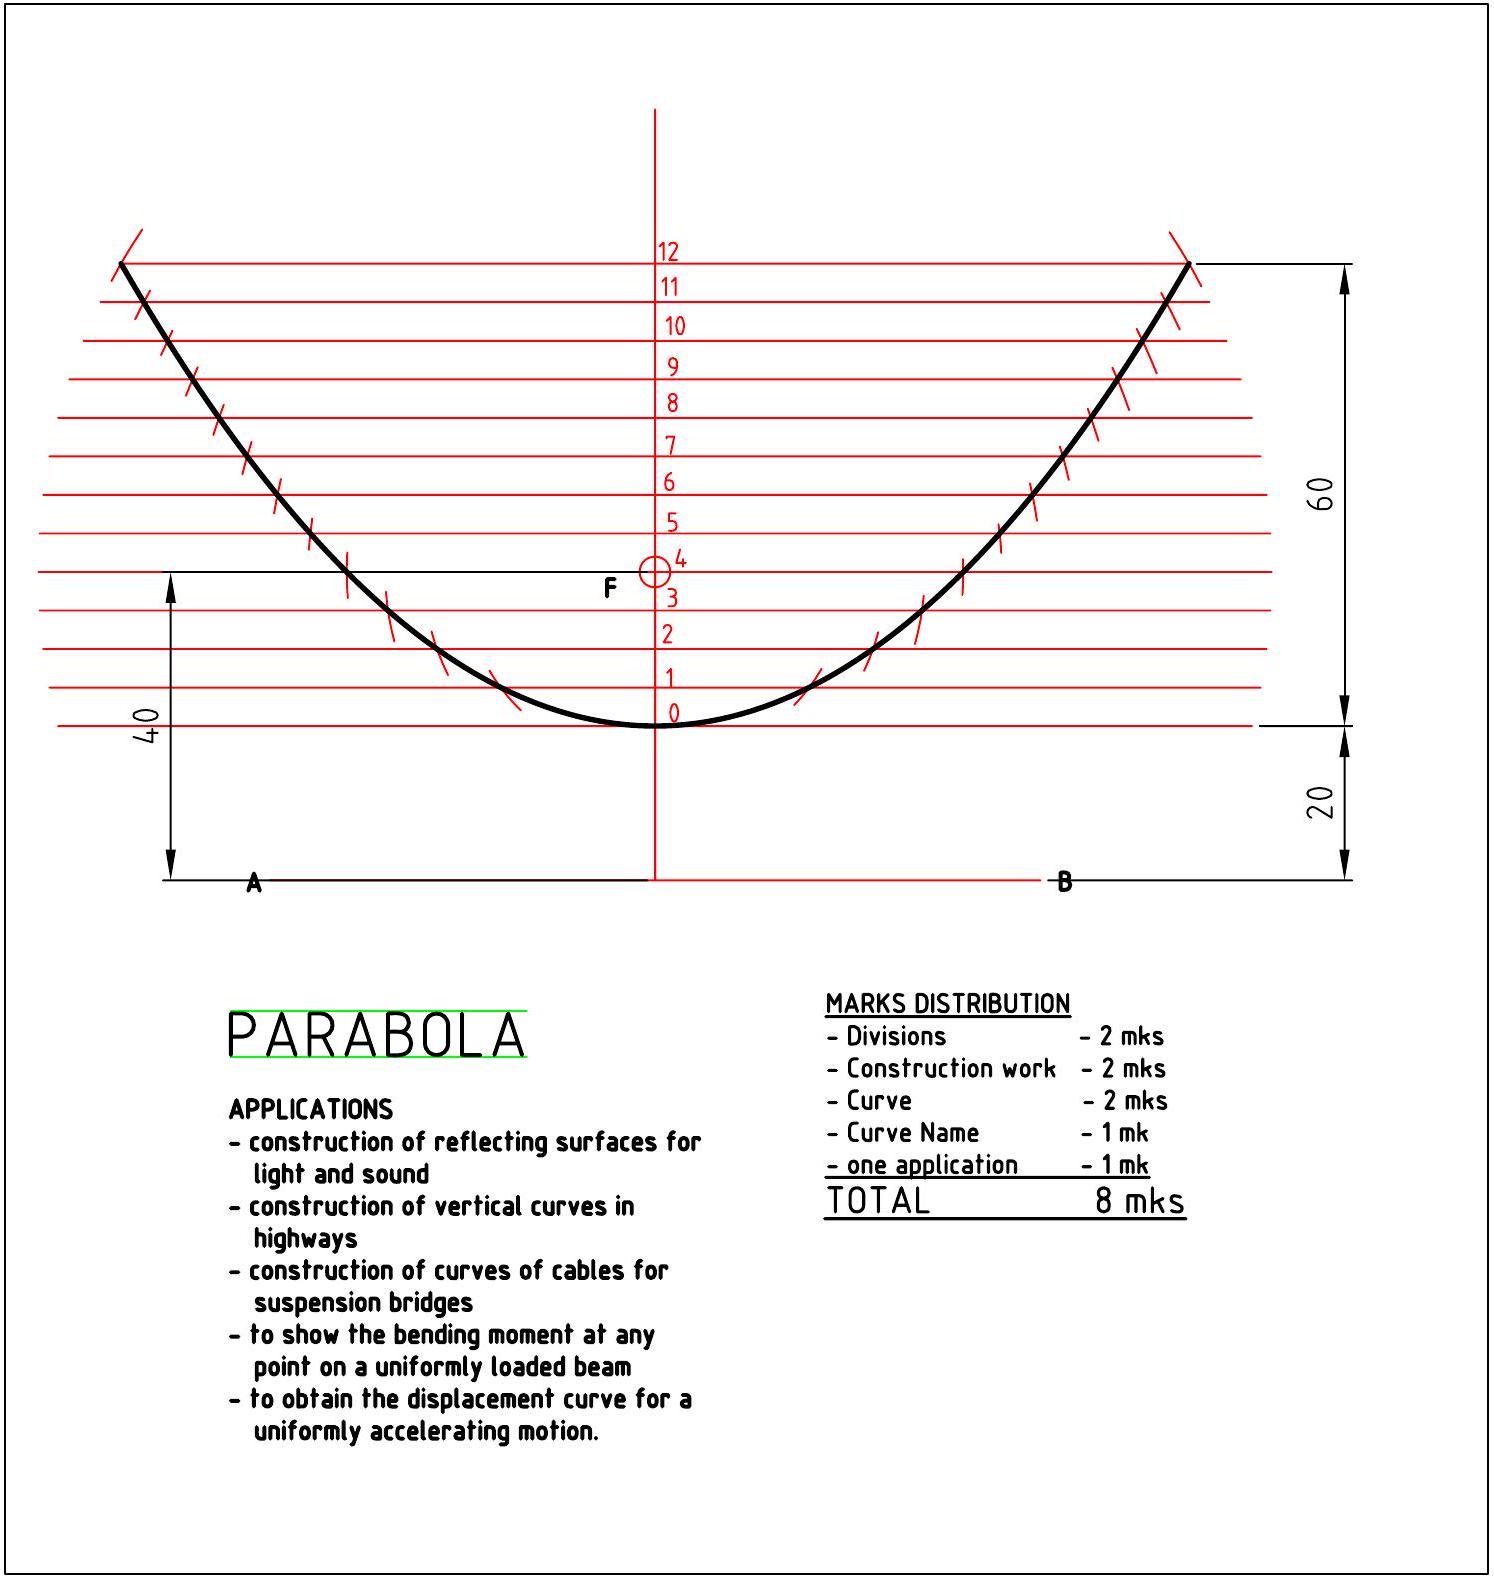 12
11
10
9
8
7
6
5
4
F
3
2
1
0
60
40
20
A
B
PARABOLA
APPLICATIONS
- construction of reflecting surfaces for
light and sound
- construction of vertical curves in
highways
- construction of curves of cables for
suspension bridges
- to show the bending moment at any
point on a uniformly loaded beam
- to obtain the displacement curve for a
uniformly accelerating motion.
MARKS DISTRIBUTION
- Divisions - 2 mks
- Construction work - 2 mks
- Curve - 2 mks
- Curve Name - 1 mk
- one application - 1 mk
TOTAL 8 mks